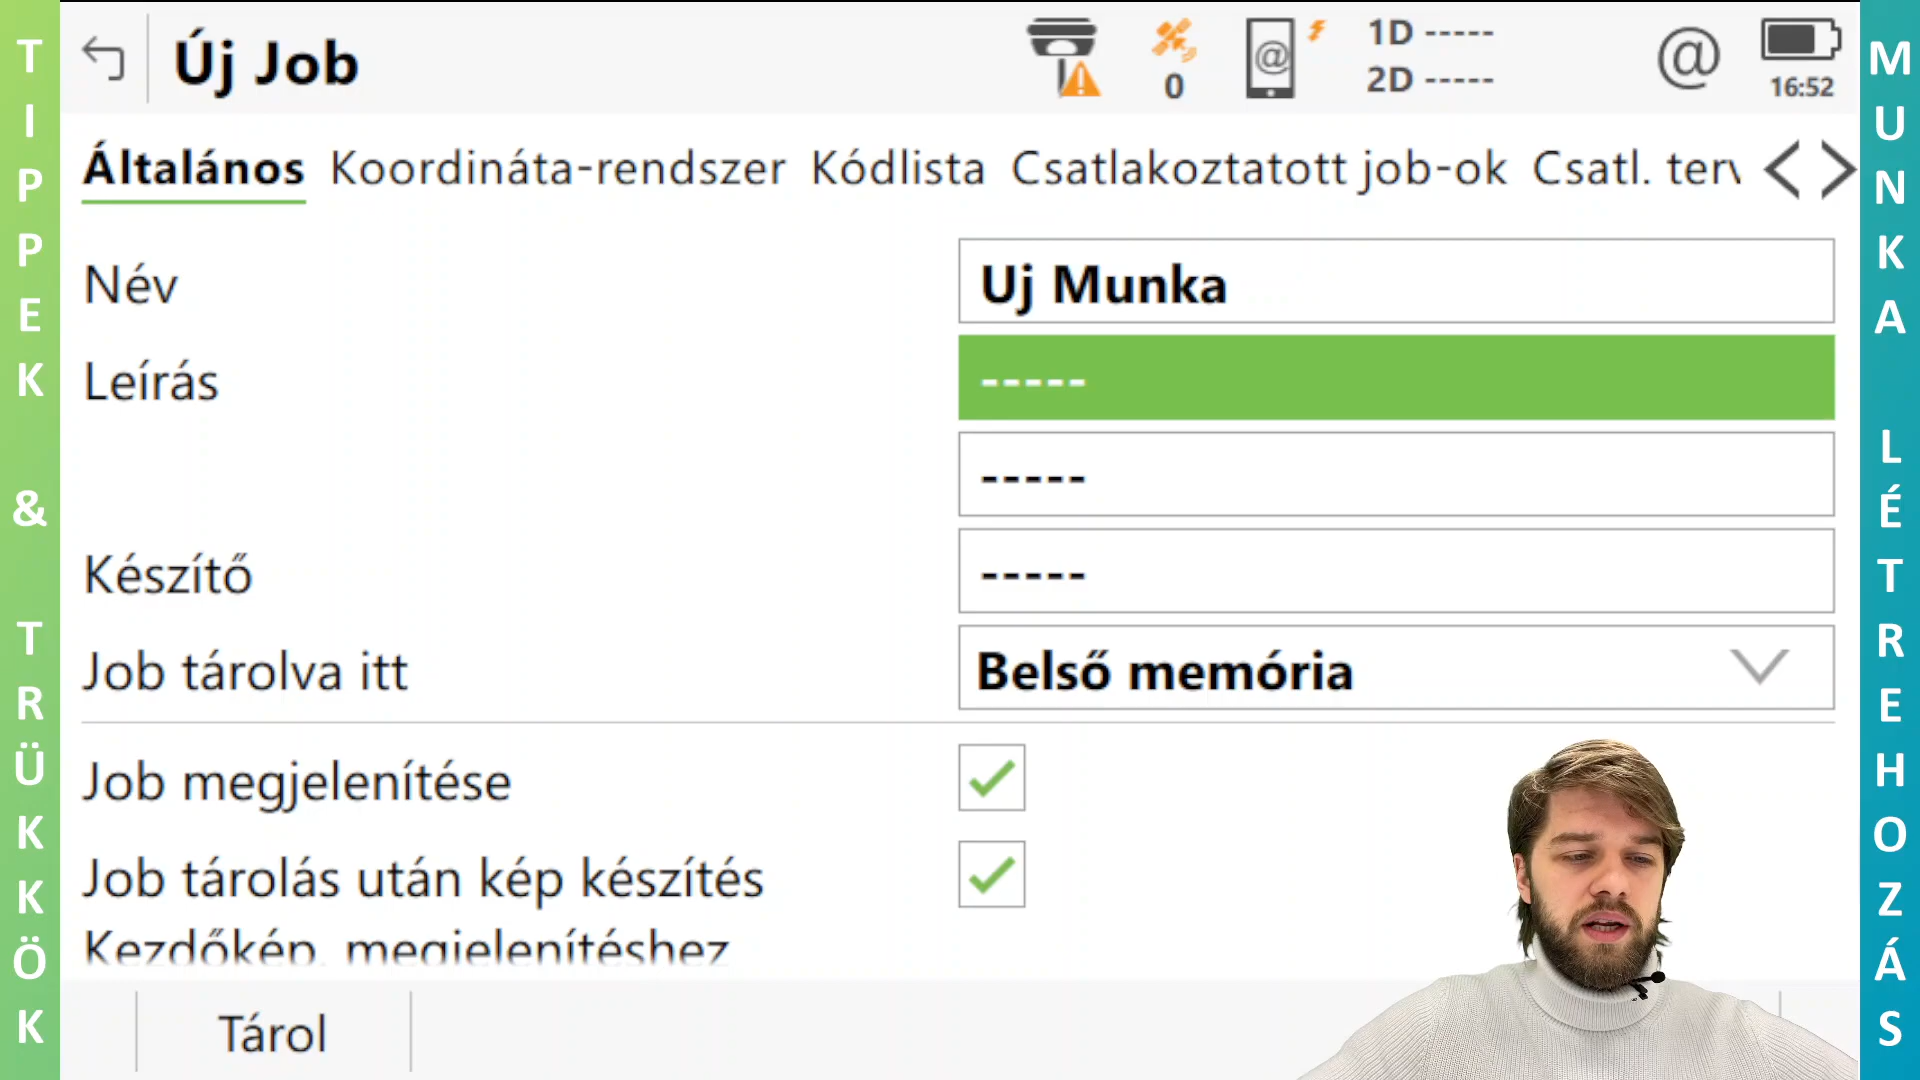 TIPPEK & TRÜKKÖK
Új Job
0
@
1D -----
2D -----
@
16:52
Általános Koordináta-rendszer Kódlista Csatlakoztatott job-ok Csatl. terv
Név
Uj Munka
Leírás
-----
-----
Készítő
-----
Job tárolva itt
Belső memória
Job megjelenítése
Job tárolás után kép készítés
Kezdőkép. megjelenítéshez
Tárol
MUNKA LÉTREHOZÁS